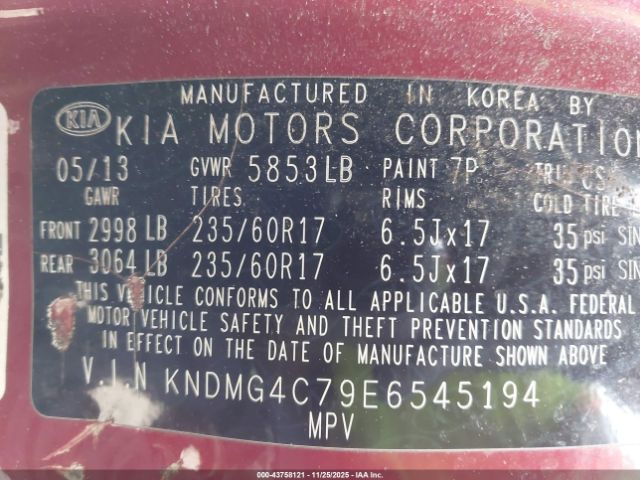 MANUFACTURED IN KOREA BY
KIA KIA MOTORS CORPORATION
05/13 GVWR 5853LB PAINT 7P
GAWR TIRES RIMS COLD TIRE
FRONT 2998 LB 235/60R17 6.5Jx17 35 psi SIN
REAR 3064 LB 235/60R17 6.5Jx17 35 psi SIN
THIS VEHICLE CONFORMS TO ALL APPLICABLE U.S.A. FEDERAL
MOTOR VEHICLE SAFETY AND THEFT PREVENTION STANDARDS
IN EFFECT ON THE DATE OF MANUFACTURE SHOWN ABOVE
V.I.N KNDMG4C79E6545194
MPV
000-43758121 - 11/25/2025 - IAAI.COM